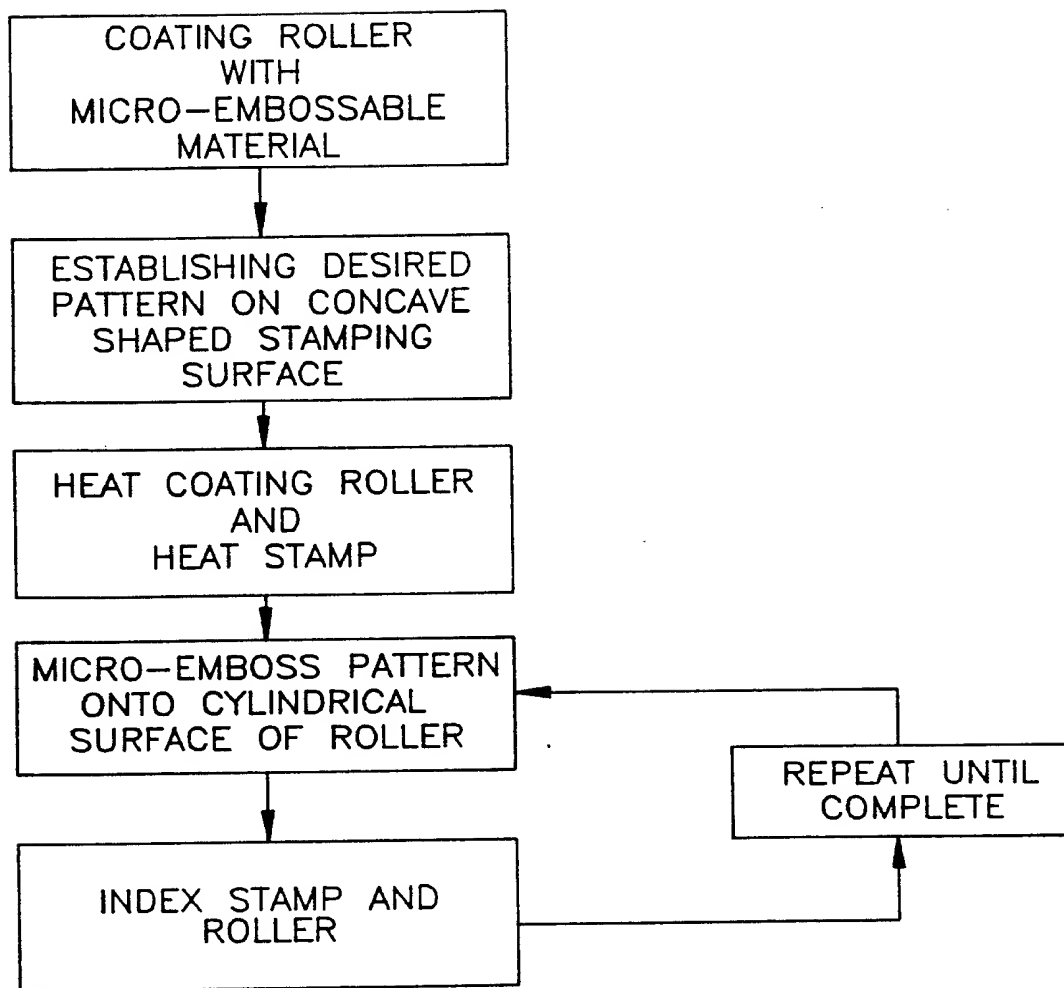 COATING ROLLER
WITH
MICRO-EMBOSSABLE
MATERIAL
ESTABLISHING DESIRED
PATTERN ON CONCAVE
SHAPED STAMPING
SURFACE
HEAT COATING ROLLER
AND
HEAT STAMP
MICRO-EMBOSS PATTERN
ONTO CYLINDRICAL
SURFACE OF ROLLER
REPEAT UNTIL
COMPLETE
INDEX STAMP AND
ROLLER